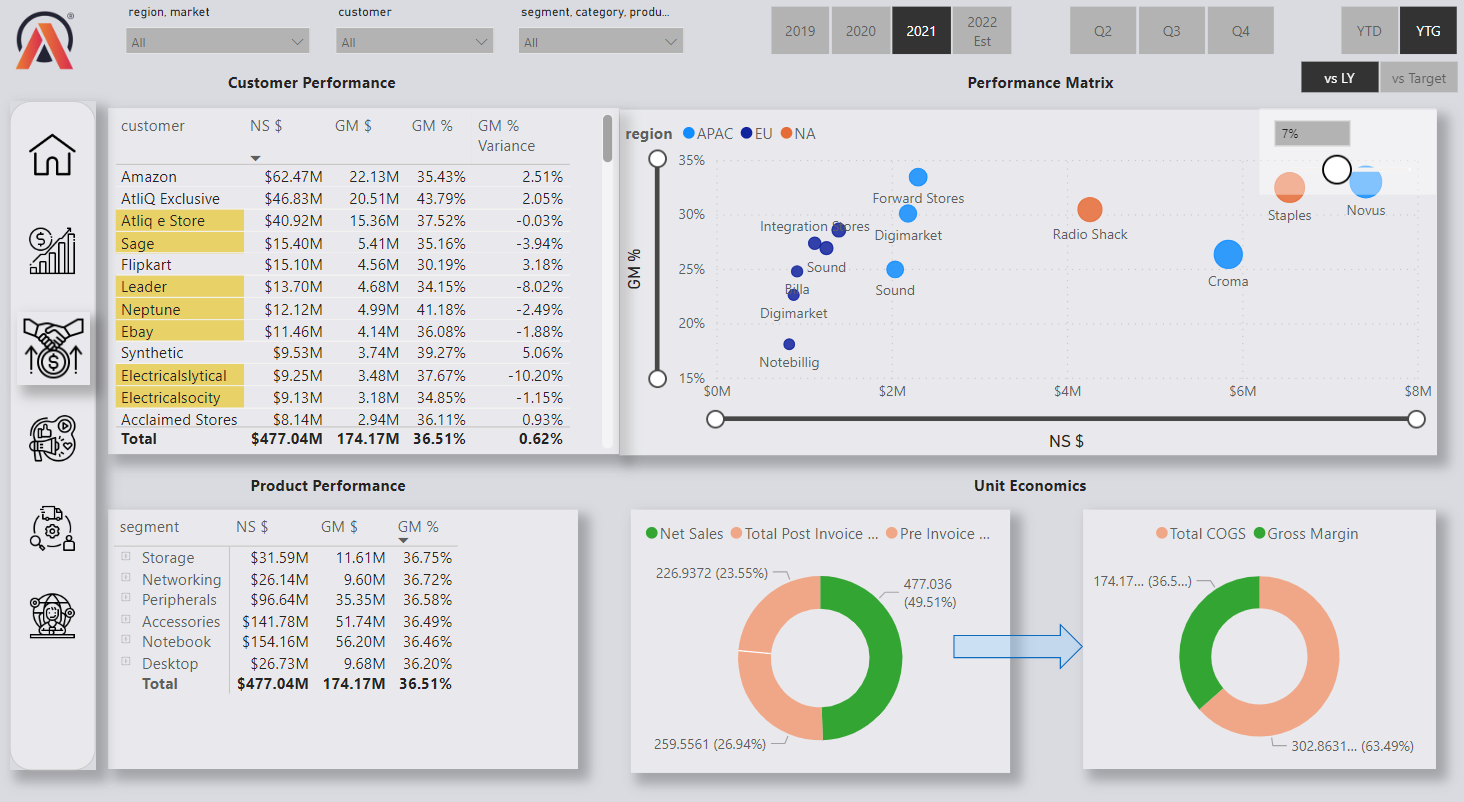 region, market
customer
segment, category, produ...
All
All
All
2019
2020
2021
2022
Est
Q2
Q3
Q4
YTD
YTG
vs LY
vs Target
Customer Performance
customer NS $ GM $ GM % GM %
Variance
Amazon $62.47M 22.13M 35.43% 2.51%
AtliQ Exclusive $46.83M 20.51M 43.79% 2.05%
Atliq e Store $40.92M 15.36M 37.52% -0.03%
Sage $15.40M 5.41M 35.16% -3.94%
Flipkart $15.10M 4.56M 30.19% 3.18%
Leader $13.70M 4.68M 34.15% -8.02%
Neptune $12.12M 4.99M 41.18% -2.49%
Ebay $11.46M 4.14M 36.08% -1.88%
Synthetic $9.53M 3.74M 39.27% 5.06%
Electricalslytical $9.25M 3.48M 37.67% -10.20%
Electricalsocity $9.13M 3.18M 34.85% -1.15%
Acclaimed Stores $8.14M 2.94M 36.11% 0.93%
Total $477.04M 174.17M 36.51% 0.62%
Performance Matrix
region APAC EU NA
7%
GM %
35%
30%
25%
20%
15%
Forward Stores
Integration Stores
Digimarket
Sound
Sound
Billa
Digimarket
Notebillig
Radio Shack
Staples
Novus
Croma
$0M
$2M
$4M
$6M
$8M
NS $
Product Performance
segment NS $ GM $ GM %
Storage $31.59M 11.61M 36.75%
Networking $26.14M 9.60M 36.72%
Peripherals $96.64M 35.35M 36.58%
Accessories $141.78M 51.74M 36.49%
Notebook $154.16M 56.20M 36.46%
Desktop $26.73M 9.68M 36.20%
Total $477.04M 174.17M 36.51%
Unit Economics
Net Sales Total Post Invoice ... Pre Invoice ...
226.9372 (23.55%)
477.036
(49.51%)
259.5561 (26.94%)
Total COGS Gross Margin
174.17... (36.5...)
302.8631... (63.49%)